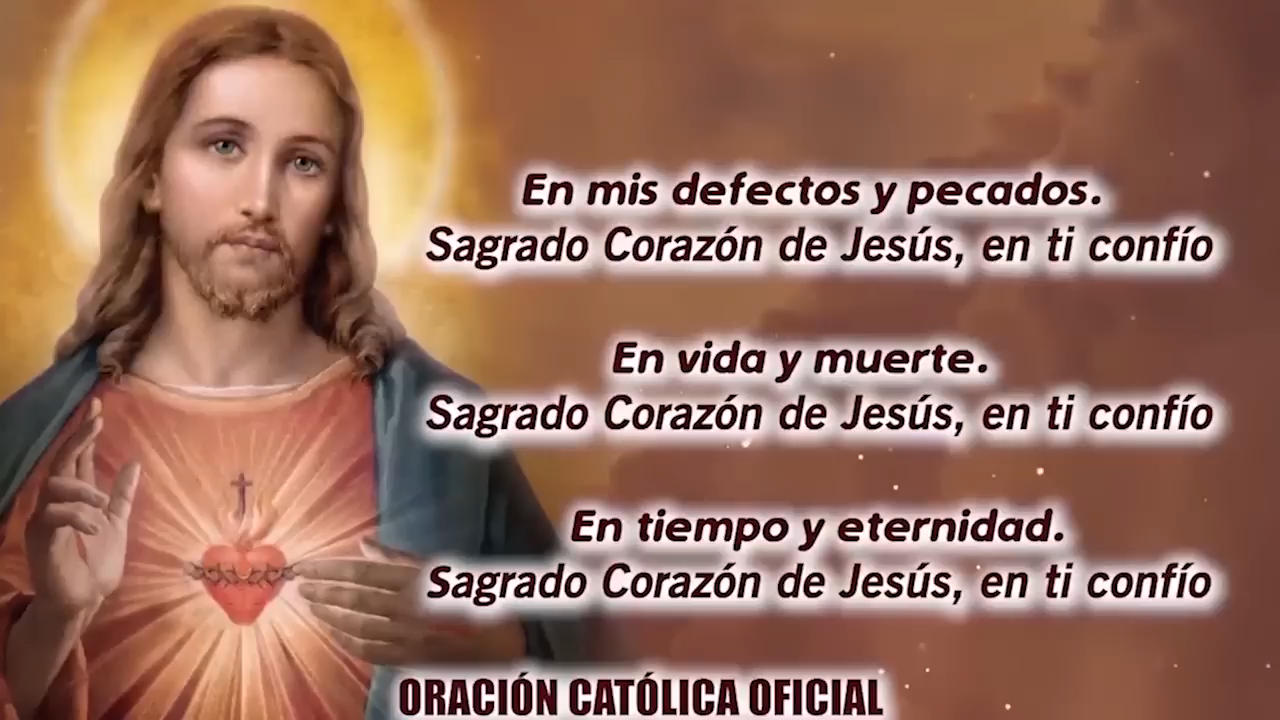 En mis defectos y pecados.
Sagrado Corazón de Jesús, en ti confío
En vida y muerte.
Sagrado Corazón de Jesús, en ti confío
En tiempo y eternidad.
Sagrado Corazón de Jesús, en ti confío
ORACIÓN CATÓLICA OFICIAL